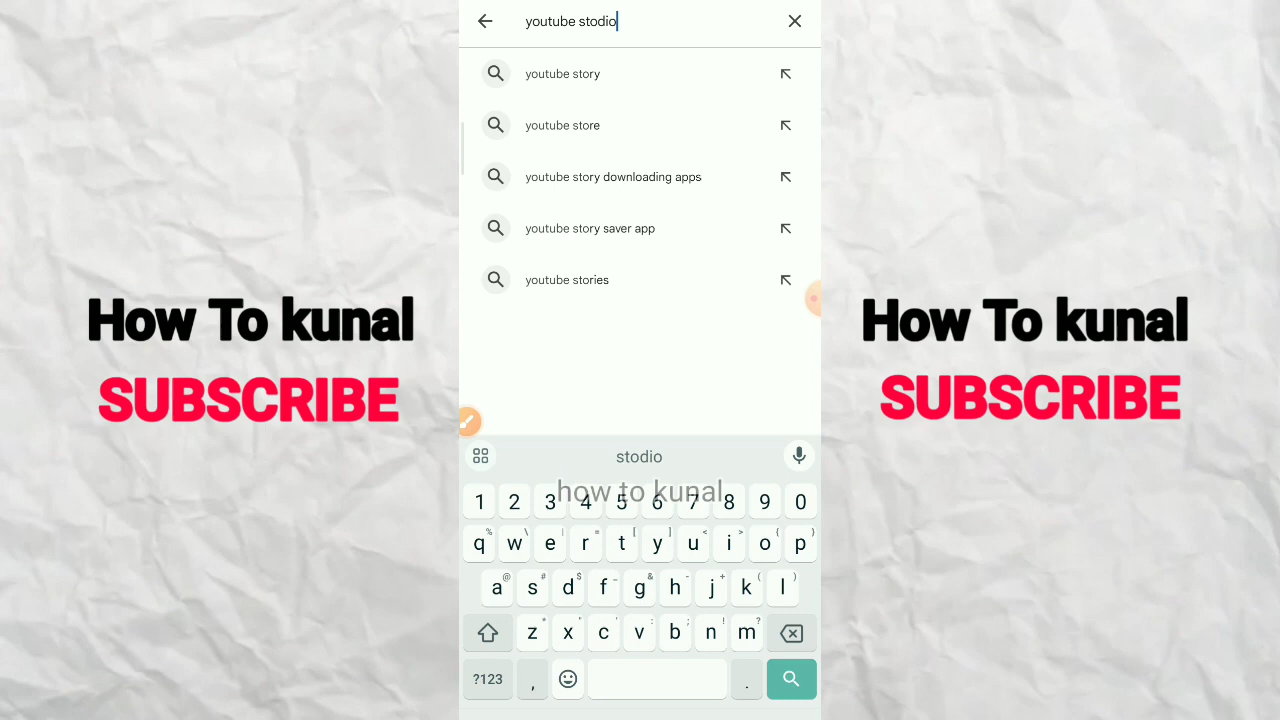 youtube stodio
youtube story
youtube store
youtube story downloading apps
youtube story saver app
youtube stories
How To kunal
SUBSCRIBE
How To kunal
SUBSCRIBE
stodio
how to kunal
1 2 3 4 5 6 7 8 9 0
q w e r t y u i o p
% \ | = [ ] < > { }
a s d f g h j k l
@ # $ _ & - + ( )
z x c v b n m
* " ' : ; ! ?
?123 , .